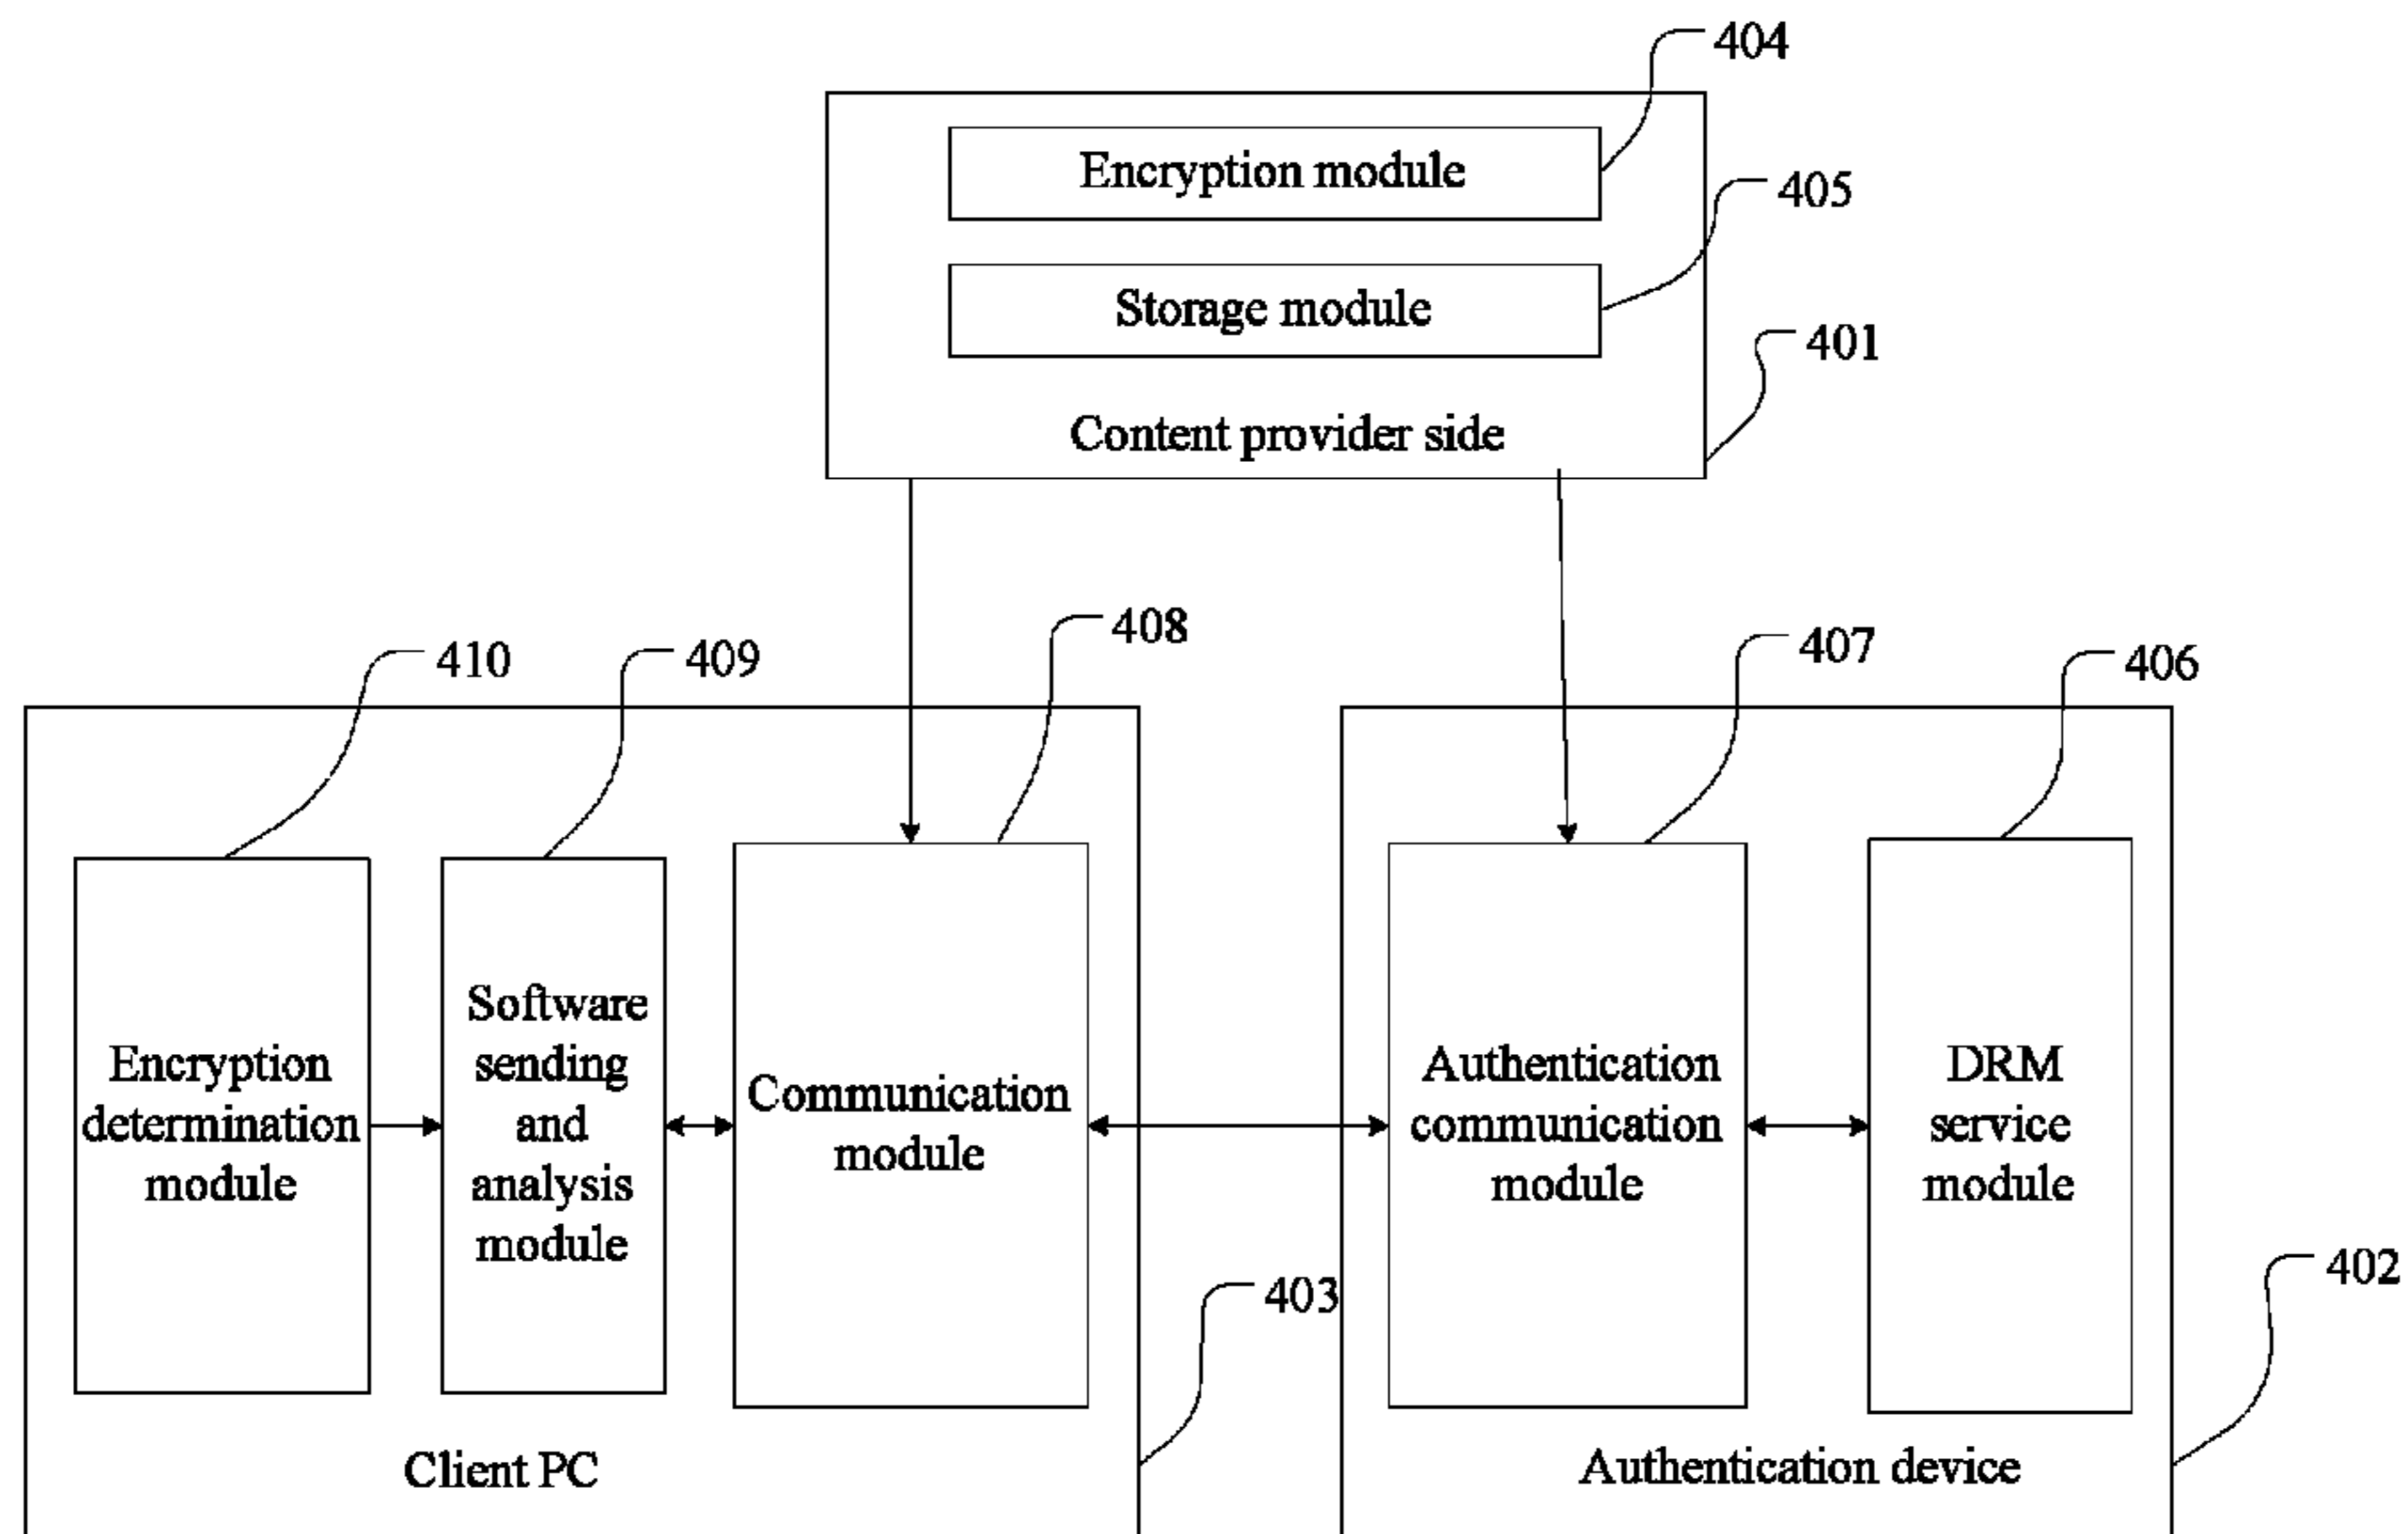 404
Encryption module
405
Storage module
401
Content provider side
408
407
406
410
409
Encryption
determination
module
Software
sending
and
analysis
module
Communication
module
Authentication
communication
module
DRM
service
module
402
403
Client PC
Authentication device